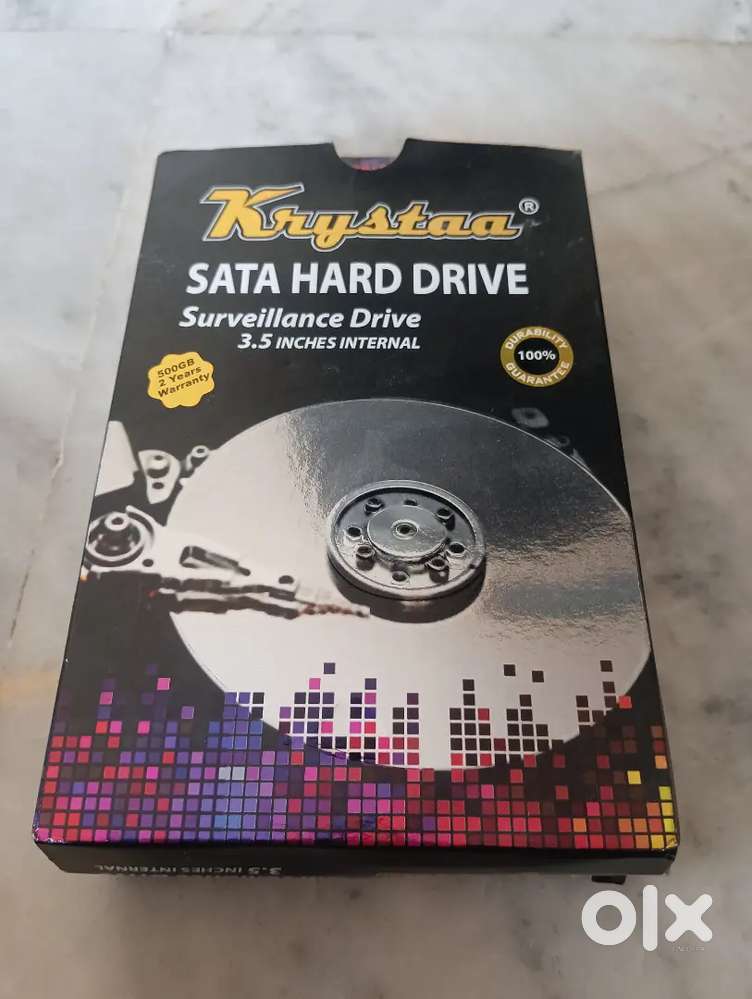 Krystaa®
SATA HARD DRIVE
Surveillance Drive
3.5 INCHES INTERNAL
500GB
2 Years
Warranty
DURABILITY
100%
GUARANTEE
3.5 INCHES INTERNAL
olx